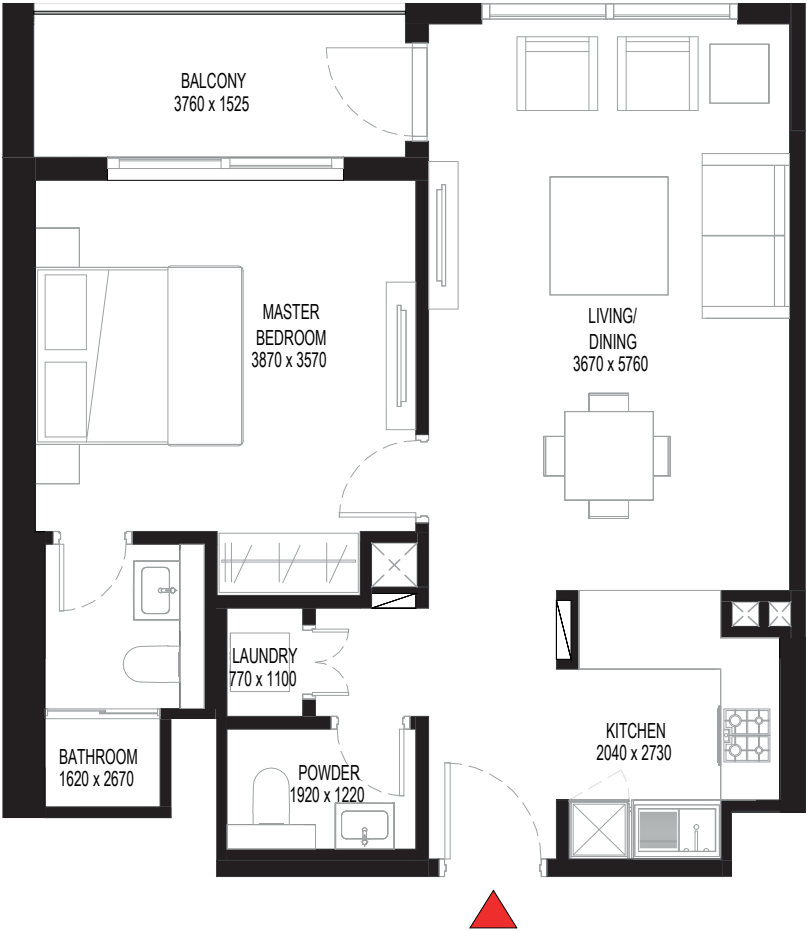 BALCONY
3760 x 1525
MASTER
BEDROOM
3870 x 3570
LIVING/
DINING
3670 x 5760
LAUNDRY
770 x 1100
BATHROOM
1620 x 2670
POWDER
1920 x 1220
KITCHEN
2040 x 2730